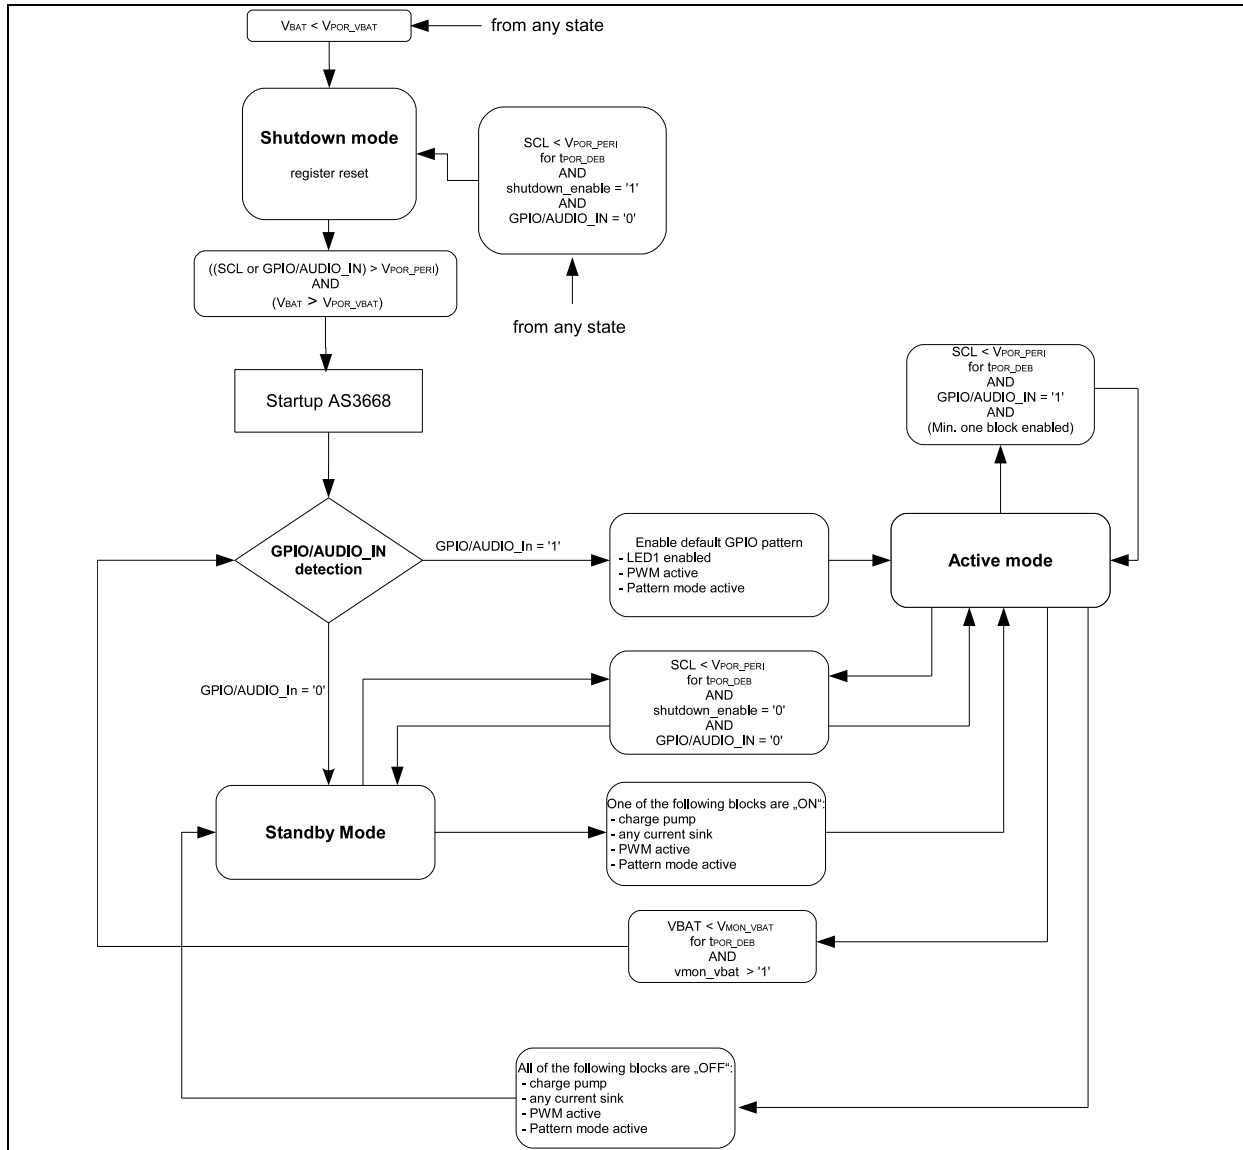 VBAT < VPOR_VBAT
from any state
Shutdown mode
register reset
SCL < VPOR_PERI
for tPOR_DEB
AND
shutdown_enable = '1'
AND
GPIO/AUDIO_IN = '0'
from any state
((SCL or GPIO/AUDIO_IN) > VPOR_PERI)
AND
(VBAT > VPOR_VBAT)
Startup AS3668
SCL < VPOR_PERI
for tPOR_DEB
AND
GPIO/AUDIO_IN = '1'
AND
(Min. one block enabled)
GPIO/AUDIO_IN
detection
GPIO/AUDIO_In = '1'
Enable default GPIO pattern
- LED1 enabled
- PWM active
- Pattern mode active
Active mode
GPIO/AUDIO_In = '0'
SCL < VPOR_PERI
for tPOR_DEB
AND
shutdown_enable = '0'
AND
GPIO/AUDIO_IN = '0'
Standby Mode
One of the following blocks are „ON“:
- charge pump
- any current sink
- PWM active
- Pattern mode active
VBAT < VMON_VBAT
for tPOR_DEB
AND
vmon_vbat > '1'
All of the following blocks are „OFF“:
- charge pump
- any current sink
- PWM active
- Pattern mode active